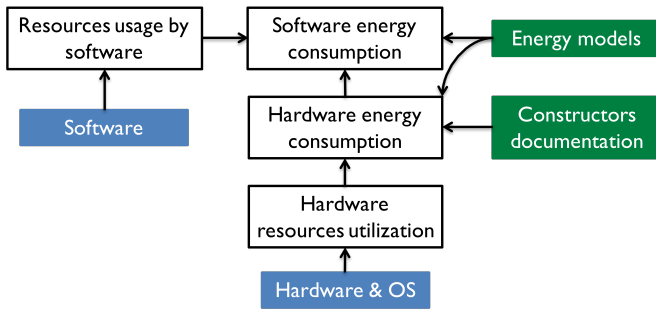 Resources usage by
software
Software energy
consumption
Energy models
Software
Hardware energy
consumption
Constructors
documentation
Hardware
resources utilization
Hardware & OS